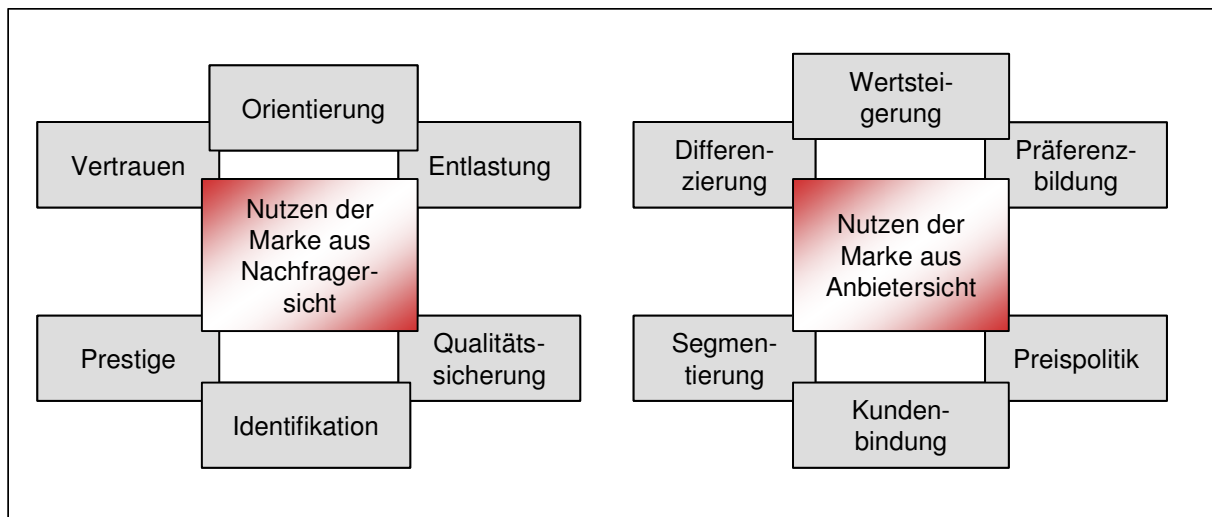 Orientierung
Vertrauen
Entlastung
Nutzen der
Marke aus
Nachfrager-
sicht
Prestige
Qualitäts-
sicherung
Identifikation
Wertstei-
gerung
Differen-
zierung
Präferenz-
bildung
Nutzen der
Marke aus
Anbietersicht
Segmen-
tierung
Preispolitik
Kunden-
bindung